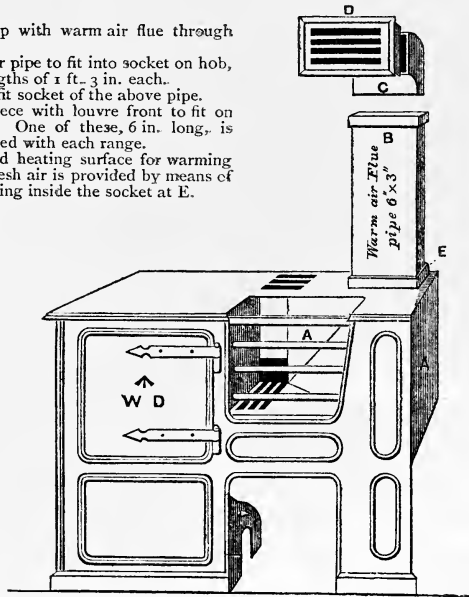 p with warm air flue through
r pipe to fit into socket on hob,
gths of 1 ft. 3 in. each.
fit socket of the above pipe.
ece with louvre front to fit on
One of these, 6 in. long, is
ed with each range.
d heating surface for warming
esh air is provided by means of
ing inside the socket at E.
D
C
B
Warm air Flue
pipe 6"×3"
E
A
A
W D